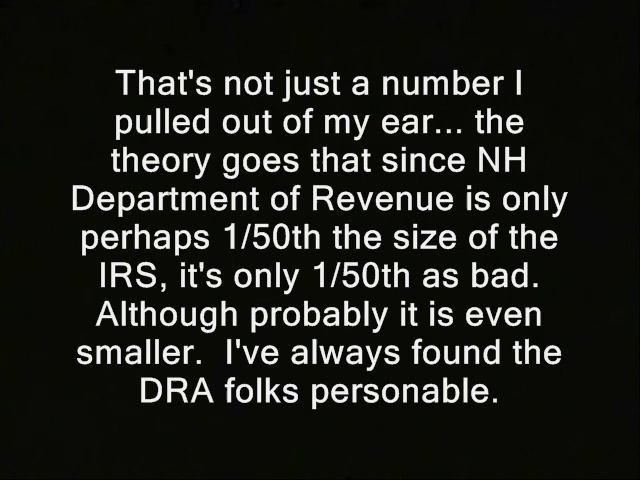 That's not just a number I
pulled out of my ear... the
theory goes that since NH
Department of Revenue is only
perhaps 1/50th the size of the
IRS, it's only 1/50th as bad.
Although probably it is even
smaller.  I've always found the
DRA folks personable.